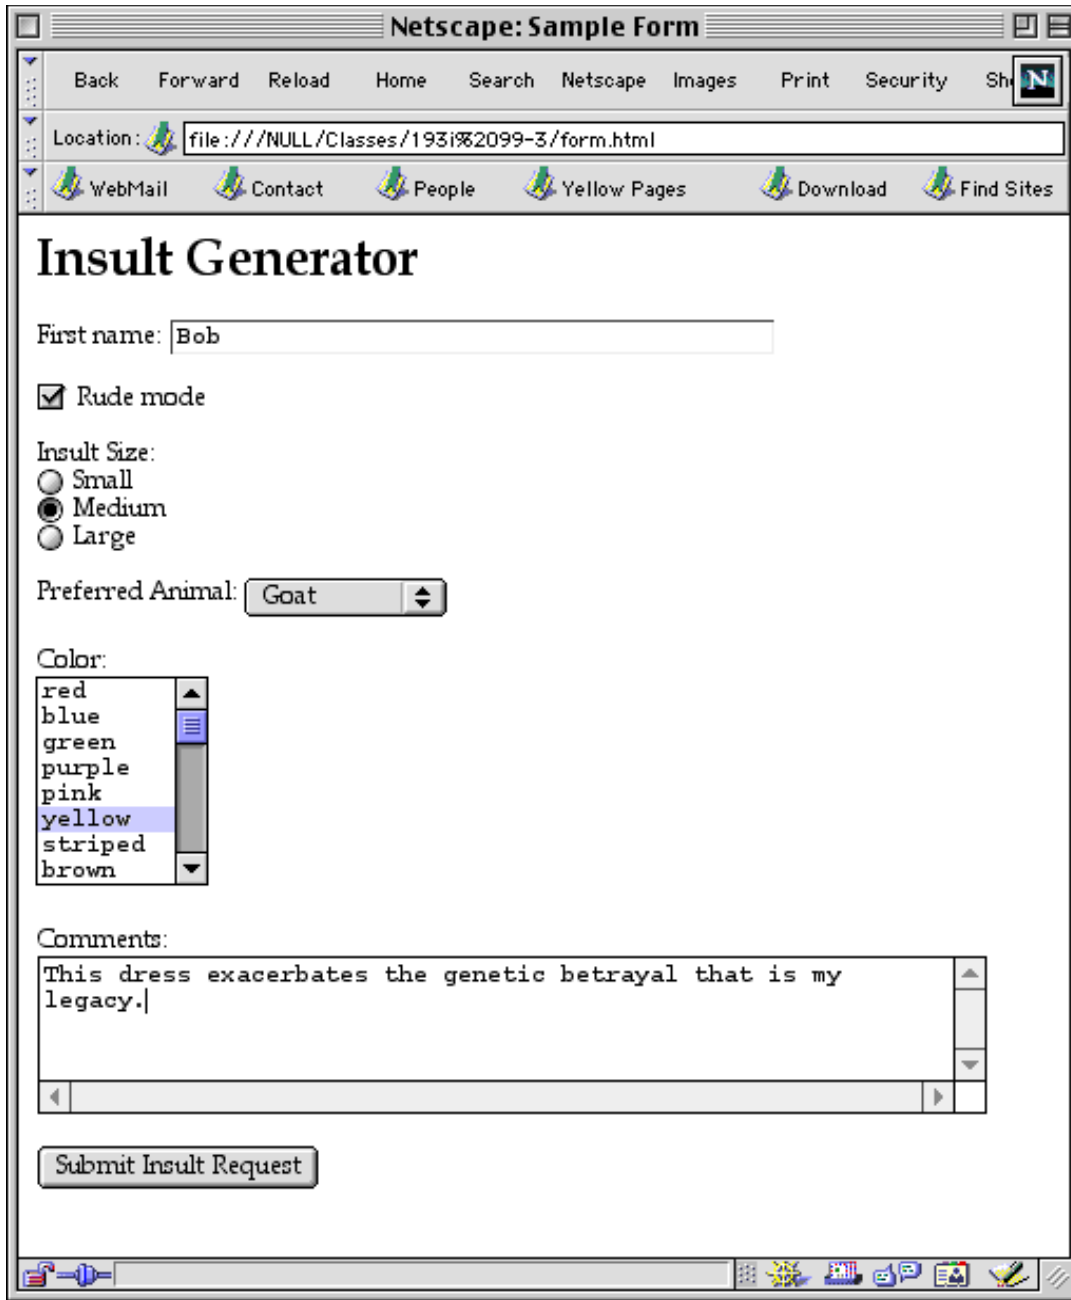 Netscape: Sample Form
Back Forward Reload Home Search Netscape Images Print Security Sh N
Location: file:///NULL/Classes/193i%2099-3/form.html
WebMail Contact People Yellow Pages Download Find Sites
Insult Generator
First name: Bob
Rude mode
Insult Size:
Small
Medium
Large
Preferred Animal: Goat
Color:
red
blue
green
purple
pink
yellow
striped
brown
Comments:
This dress exacerbates the genetic betrayal that is my
legacy.
Submit Insult Request